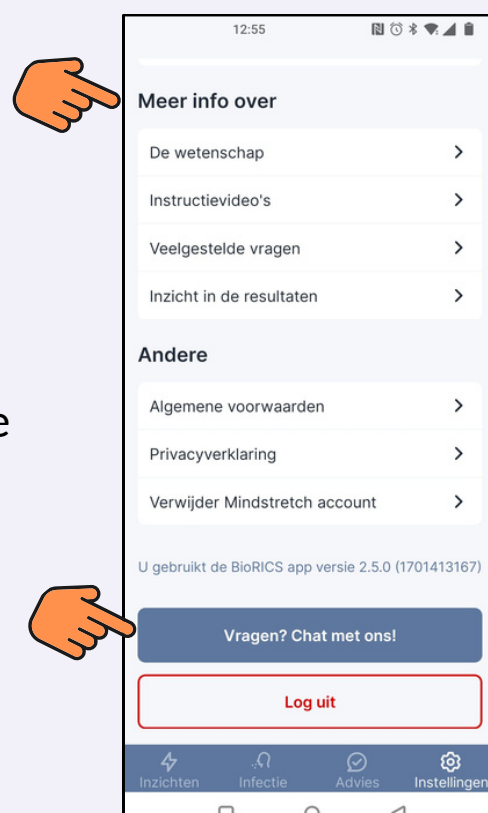 12:55
Meer info over
De wetenschap
Instructievideo's
Veelgestelde vragen
Inzicht in de resultaten
Andere
e
Algemene voorwaarden
Privacyverklaring
Verwijder Mindstretch account
U gebruikt de BioRICS app versie 2.5.0 (1701413167)
Vragen? Chat met ons!
Log uit
Inzichten Infectie Advies Instellingen